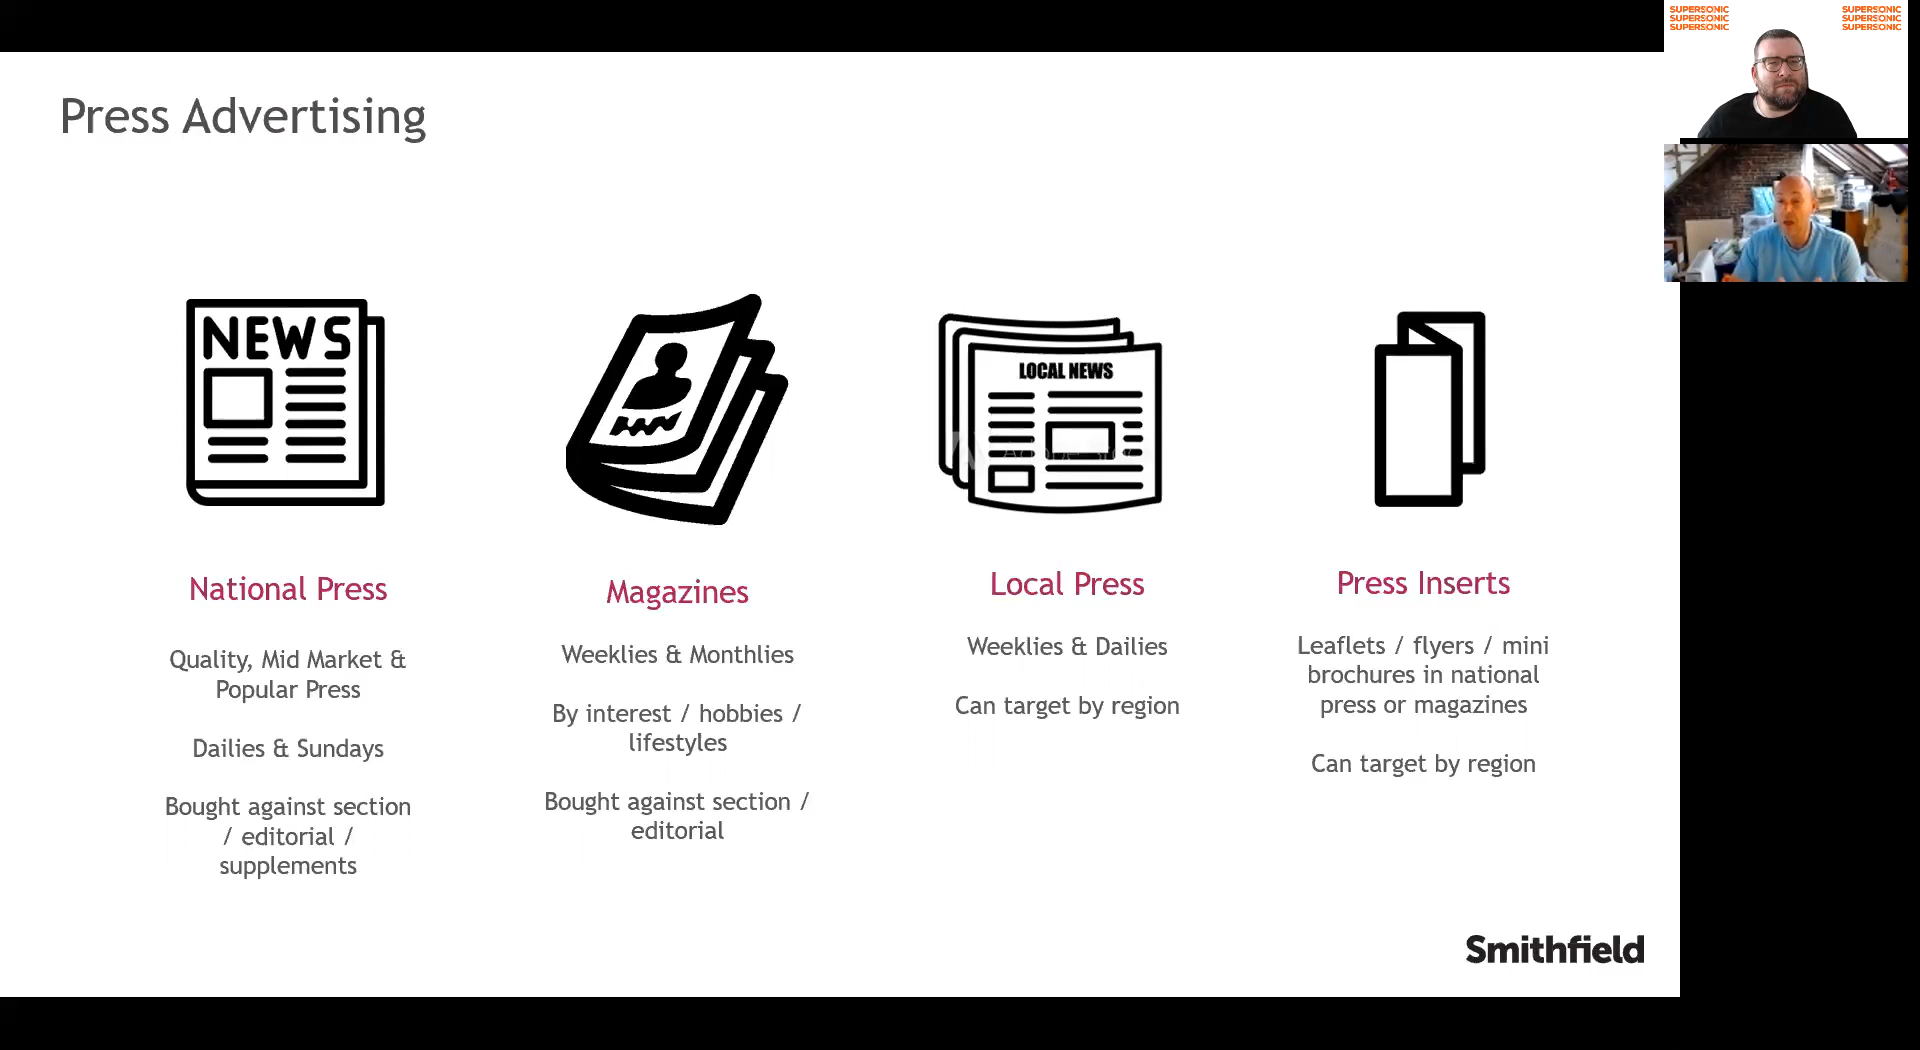 Press Advertising
SUPERSONIC SUPERSONIC
SUPERSONIC SUPERSONIC
SUPERSONIC SUPERSONIC
NEWS
LOCAL NEWS
National Press
Quality, Mid Market &
Popular Press
Dailies & Sundays
Bought against section
/ editorial /
supplements
Magazines
Weeklies & Monthlies
By interest / hobbies /
lifestyles
Bought against section /
editorial
Local Press
Weeklies & Dailies
Can target by region
Press Inserts
Leaflets / flyers / mini
brochures in national
press or magazines
Can target by region
Smithfield